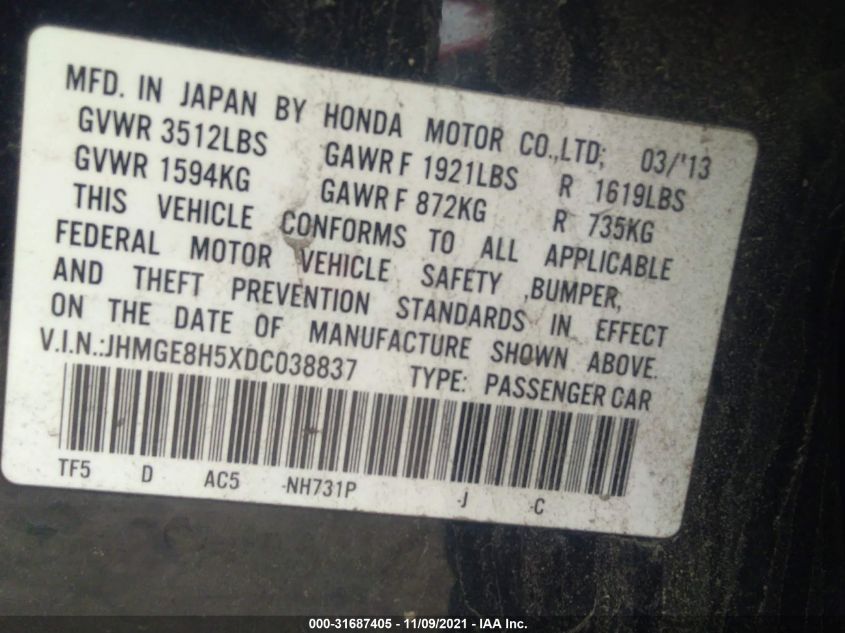 MFD. IN JAPAN BY HONDA MOTOR CO.,LTD; 03/'13
GVWR 3512LBS GAWR F 1921LBS R 1619LBS
GVWR 1594KG GAWR F 872KG R 735KG
THIS VEHICLE CONFORMS TO ALL APPLICABLE
FEDERAL MOTOR VEHICLE SAFETY ,BUMPER,
AND THEFT PREVENTION STANDARDS IN EFFECT
ON THE DATE OF MANUFACTURE SHOWN ABOVE.
V.I.N.:JHMGE8H5XDC038837 TYPE: PASSENGER CAR
TF5 D AC5 -NH731P -J -C
000-31687405 - 11/09/2021 - IAA Inc.